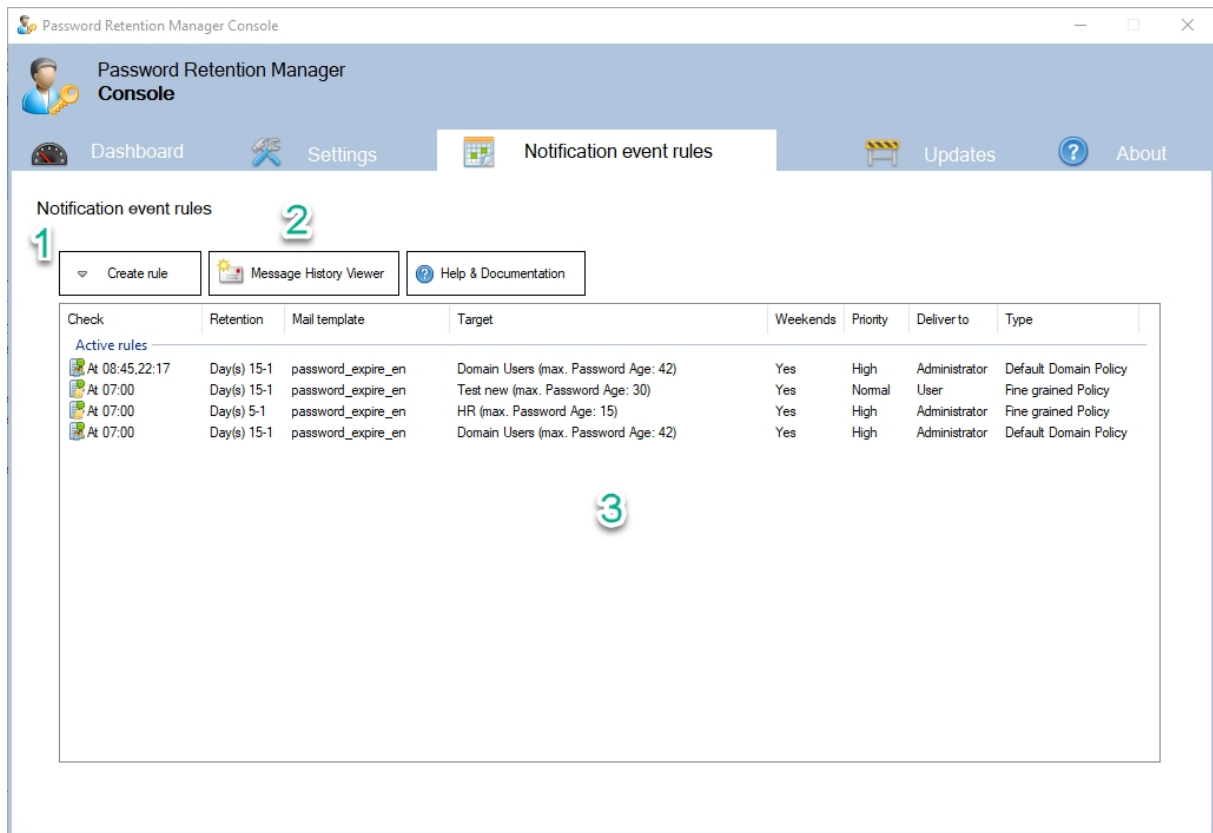 Password Retention Manager Console
Password Retention Manager
Console
Dashboard Settings Notification event rules Updates About
Notification event rules
1 2
Create rule Message History Viewer Help & Documentation
Check Retention Mail template Target Weekends Priority Deliver to Type
Active rules
At 08:45,22:17 Day(s) 15-1 password_expire_en Domain Users (max. Password Age: 42) Yes High Administrator Default Domain Policy
At 07:00 Day(s) 15-1 password_expire_en Test new (max. Password Age: 30) Yes Normal User Fine grained Policy
At 07:00 Day(s) 5-1 password_expire_en HR (max. Password Age: 15) Yes High Administrator Fine grained Policy
At 07:00 Day(s) 15-1 password_expire_en Domain Users (max. Password Age: 42) Yes High Administrator Default Domain Policy
3